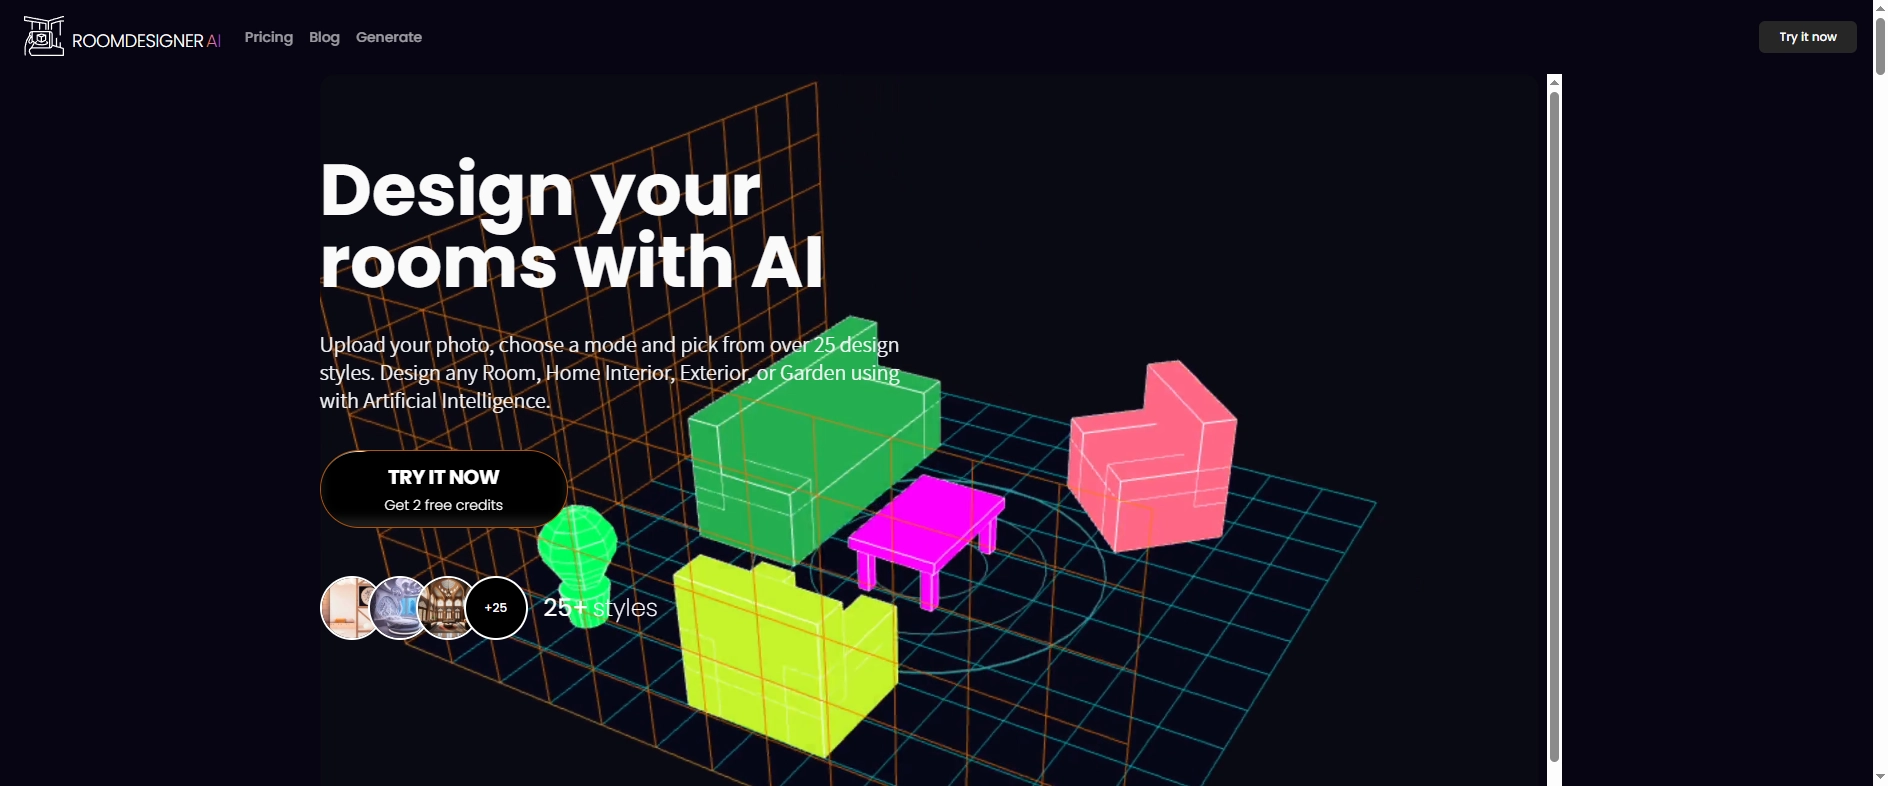 ROOMDESIGNER AI
Pricing
Blog
Generate
Try it now
Design your
rooms with AI
Upload your photo, choose a mode and pick from over 25 design
styles. Design any Room, Home Interior, Exterior, or Garden using
with Artificial Intelligence.
TRY IT NOW
Get 2 free credits
+25
25+ styles